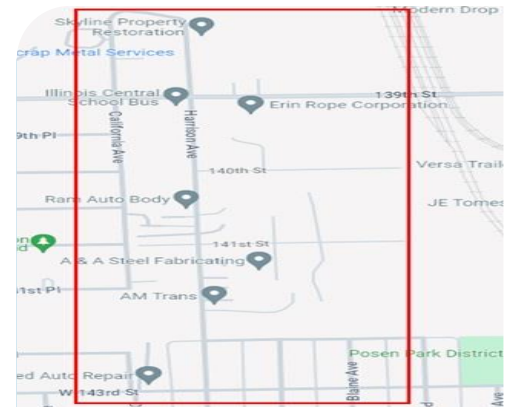 Modern Drop
Skyline Property
Restoration
crap Metal Services
Illinois Central
School Bus
139th St
Erin Rope Corporation
California Ave
Harrison Ave
9th Pl
140th St
Versa Trail
Ram Auto Body
JE Tomes
141st St
A & A Steel Fabricating
1st Pl
AM Trans
Posen Park District
ed Auto Repair
Blaine Ave
W 143rd St
Ave